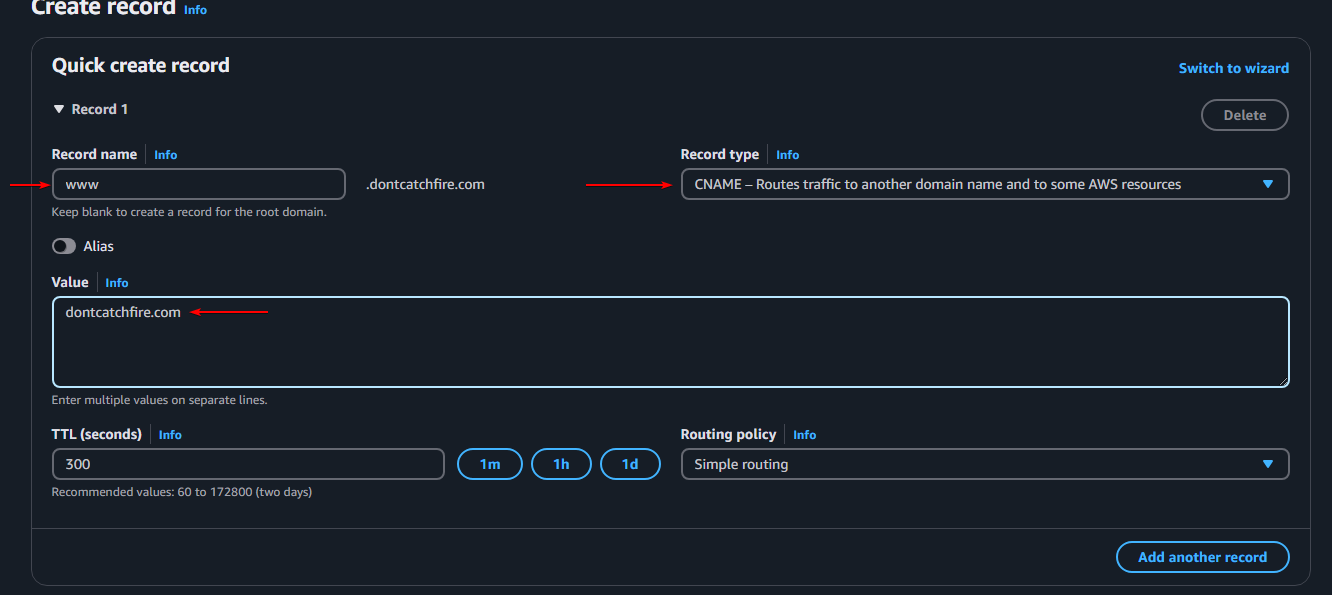 Create record Info
Quick create record
Switch to wizard
Record 1
Delete
Record name Info
Record type Info
www .dontcatchfire.com
CNAME – Routes traffic to another domain name and to some AWS resources
Keep blank to create a record for the root domain.
Alias
Value Info
dontcatchfire.com
Enter multiple values on separate lines.
TTL (seconds) Info
Routing policy Info
300 1m 1h 1d
Simple routing
Recommended values: 60 to 172800 (two days)
Add another record